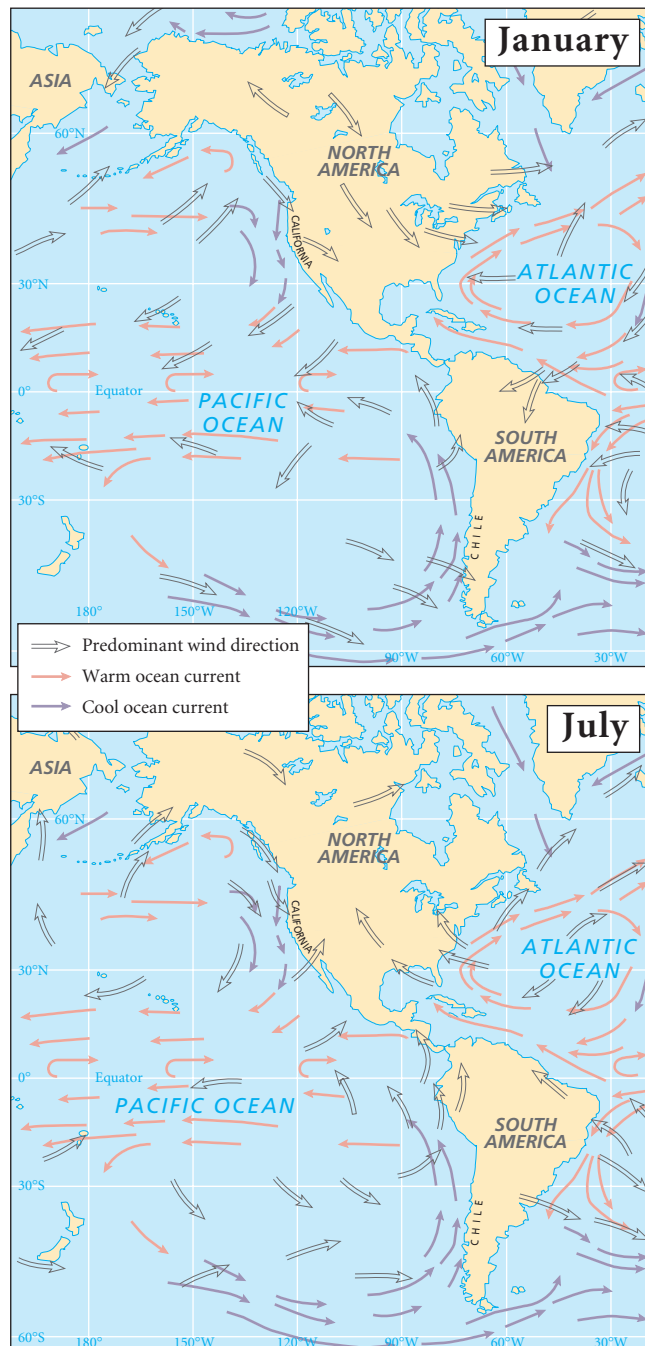 January
ASIA
60°N
NORTH
AMERICA
CALIFORNIA
ATLANTIC
OCEAN
30°N
0°
Equator
PACIFIC
OCEAN
SOUTH
AMERICA
30°S
CHILE
180°
150°W
120°W
90°W
60°W
30°W
Predominant wind direction
Warm ocean current
Cool ocean current
July
ASIA
60°N
NORTH
AMERICA
CALIFORNIA
ATLANTIC
OCEAN
30°N
0°
Equator
PACIFIC OCEAN
SOUTH
AMERICA
30°S
CHILE
60°S
180°
150°W
120°W
90°W
60°W
30°W